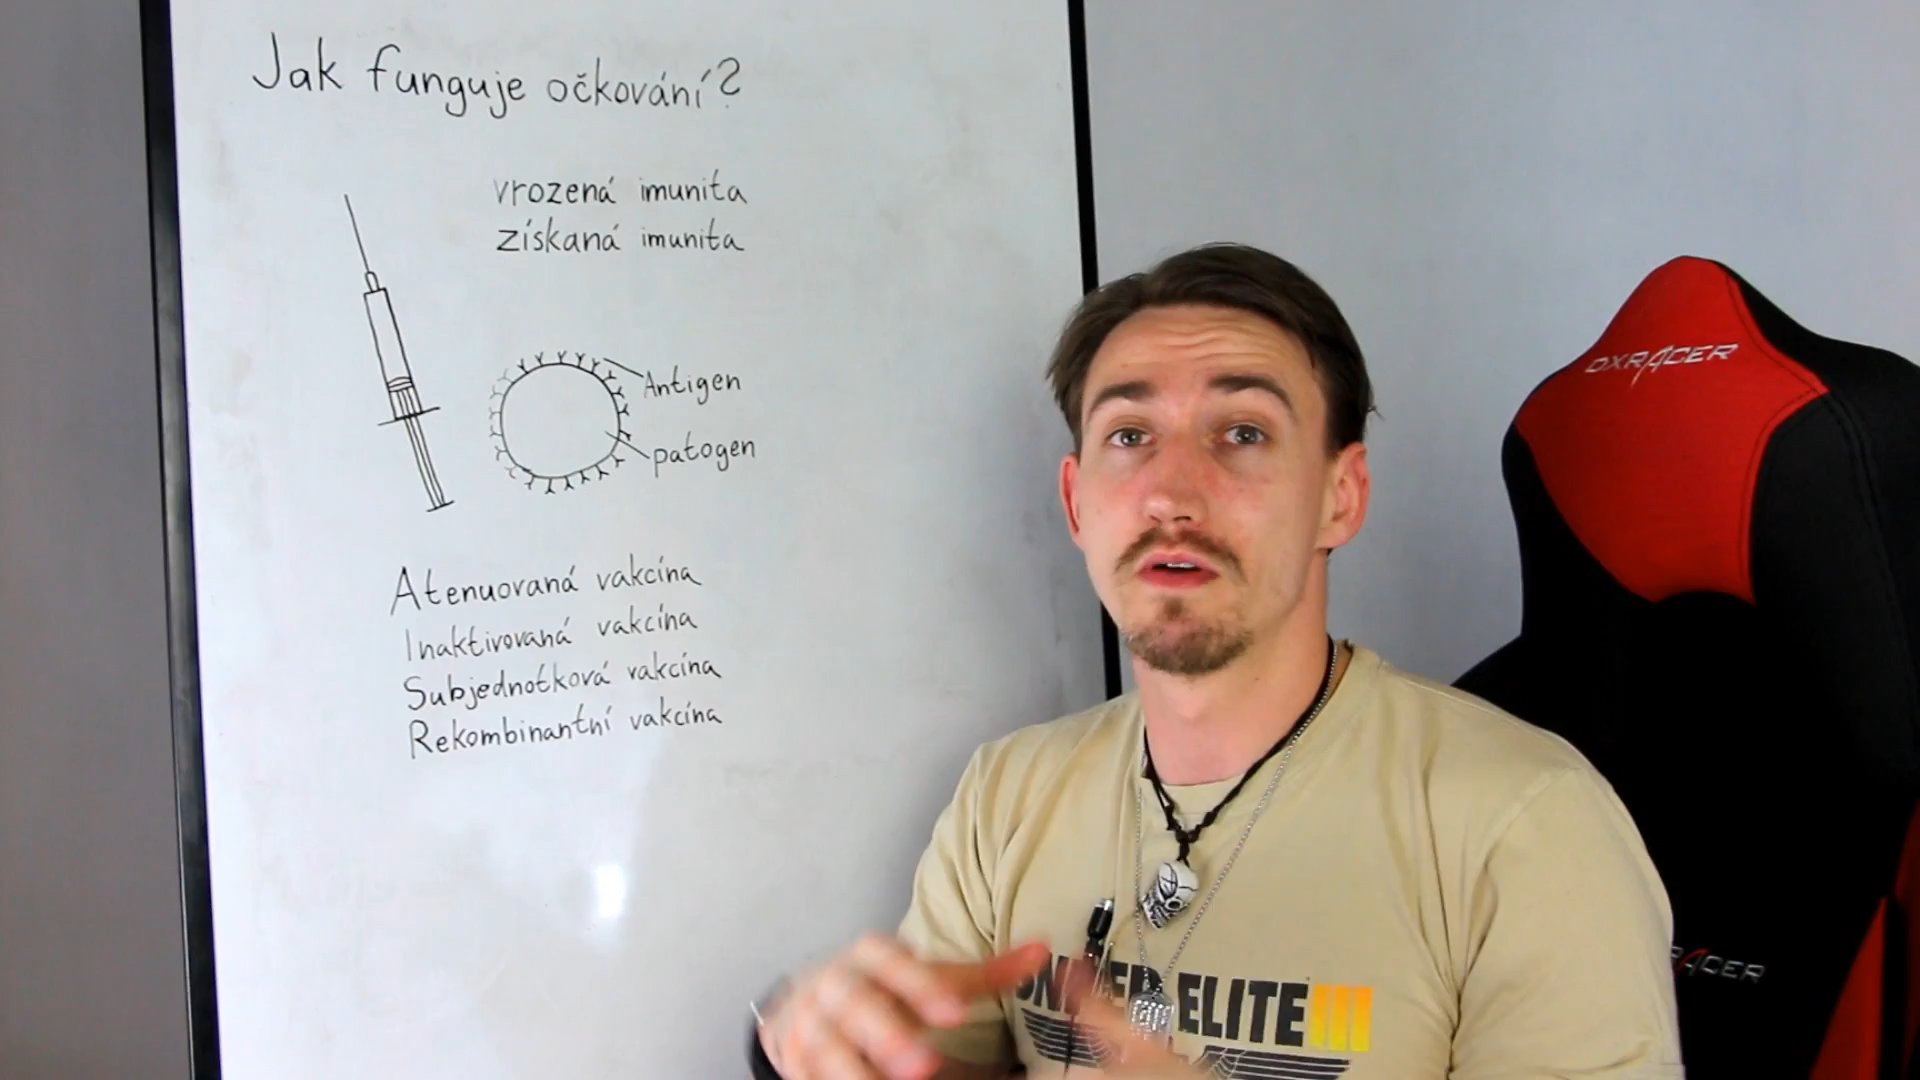 Jak funguje očkování?
vrozená imunita
získaná imunita
Antigen
patogen
Atenuovaná vakcína
Inaktivovaná vakcína
Subjednotková vakcína
Rekombinantní vakcína
DXRACER
ELITE III